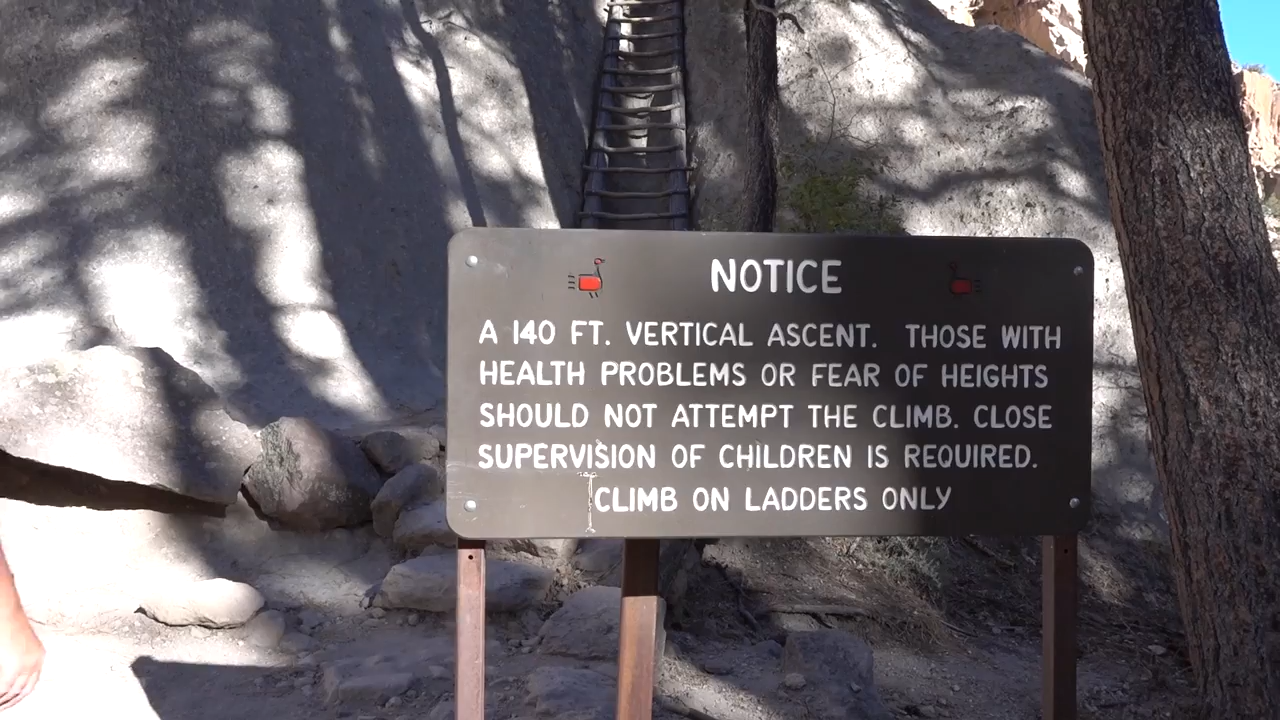 NOTICE
A 140 FT. VERTICAL ASCENT. THOSE WITH
HEALTH PROBLEMS OR FEAR OF HEIGHTS
SHOULD NOT ATTEMPT THE CLIMB. CLOSE
SUPERVISION OF CHILDREN IS REQUIRED.
CLIMB ON LADDERS ONLY